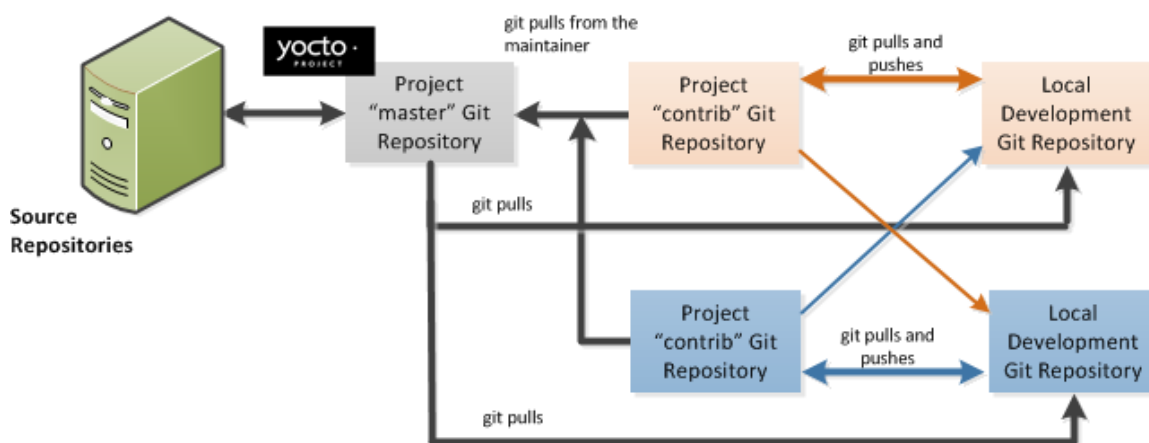 yocto ·
PROJECT
git pulls from the
maintainer
Project
“master” Git
Repository
Project
“contrib” Git
Repository
git pulls and
pushes
Local
Development
Git Repository
Source
Repositories
git pulls
Project
“contrib” Git
Repository
git pulls and
pushes
Local
Development
Git Repository
git pulls